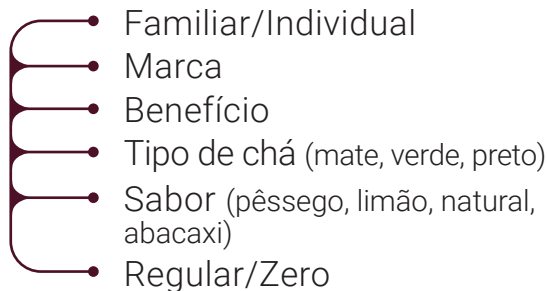 Familiar/Individual
Marca
Benefício
Tipo de chá (mate, verde, preto)
Sabor (pêssego, limão, natural,
abacaxi)
Regular/Zero